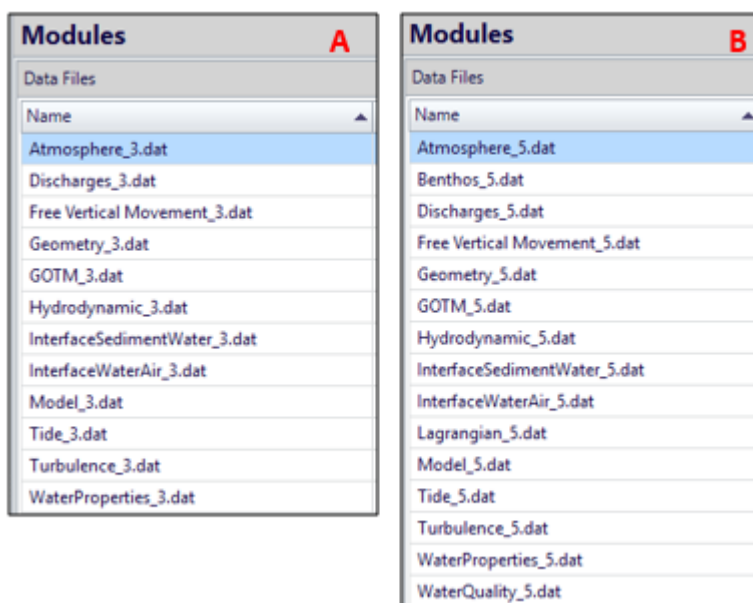 Modules
A
Data Files
Name
Atmosphere_3.dat
Discharges_3.dat
Free Vertical Movement_3.dat
Geometry_3.dat
GOTM_3.dat
Hydrodynamic_3.dat
InterfaceSedimentWater_3.dat
InterfaceWaterAir_3.dat
Model_3.dat
Tide_3.dat
Turbulence_3.dat
WaterProperties_3.dat
Modules
B
Data Files
Name
Atmosphere_5.dat
Benthos_5.dat
Discharges_5.dat
Free Vertical Movement_5.dat
Geometry_5.dat
GOTM_5.dat
Hydrodynamic_5.dat
InterfaceSedimentWater_5.dat
InterfaceWaterAir_5.dat
Lagrangian_5.dat
Model_5.dat
Tide_5.dat
Turbulence_5.dat
WaterProperties_5.dat
WaterQuality_5.dat